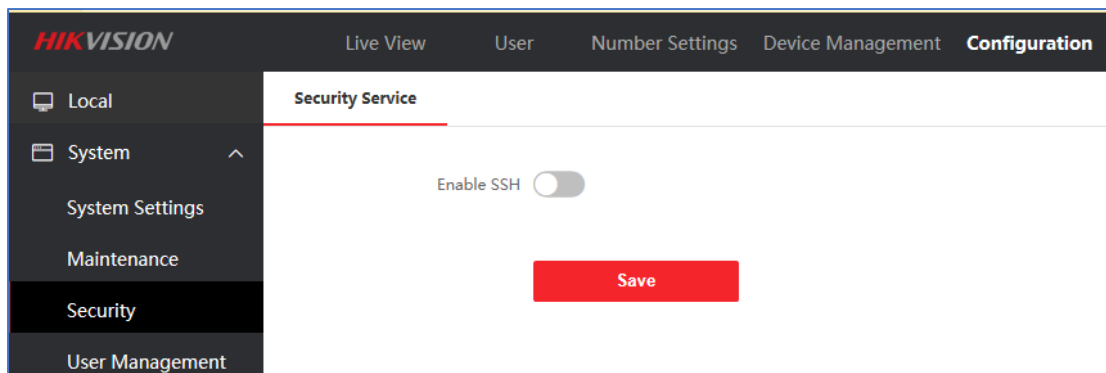 HIKVISION Live View User Number Settings Device Management Configuration
Local
Security Service
System
Enable SSH
System Settings
Maintenance
Save
Security
User Management